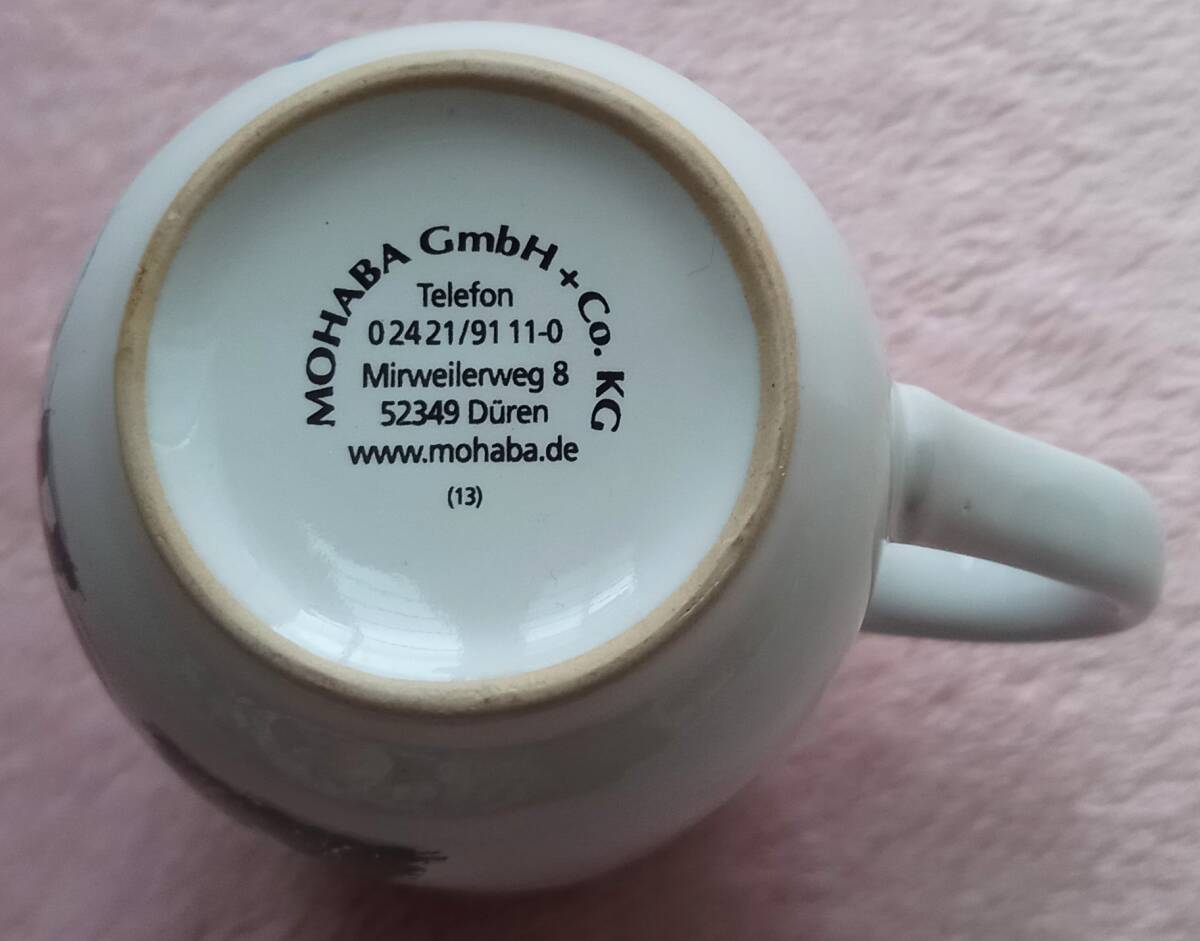 MOHABA GmbH + Co. KG
Telefon
0 24 21/91 11-0
Mirweilerweg 8
52349 Düren
www.mohaba.de
(13)